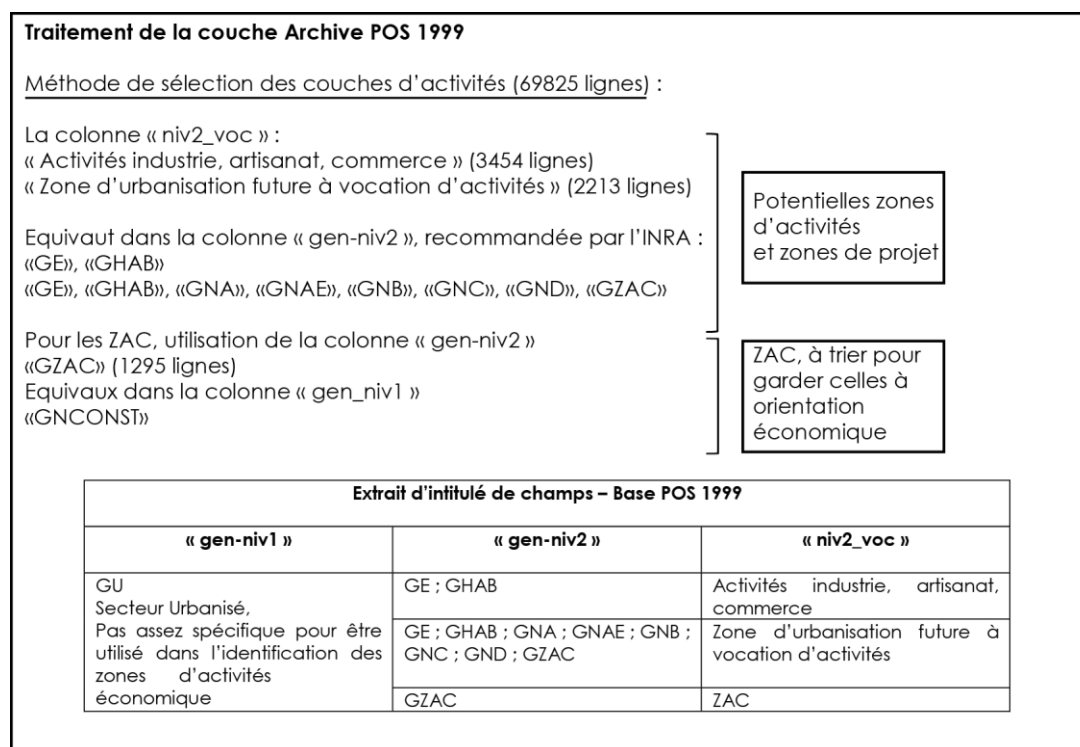 Traitement de la couche Archive POS 1999
Méthode de sélection des couches d'activités (69825 lignes) :
La colonne « niv2_voc » :
« Activités industrie, artisanat, commerce » (3454 lignes)
« Zone d'urbanisation future à vocation d'activités » (2213 lignes)
Equivaut dans la colonne « gen-niv2 », recommandée par l'INRA :
«GE», «GHAB»
«GE», «GHAB», «GNA», «GNAE», «GNB», «GNC», «GND», «GZAC»
Potentielles zones
d'activités
et zones de projet
Pour les ZAC, utilisation de la colonne « gen-niv2 »
«GZAC» (1295 lignes)
Equivaux dans la colonne « gen_niv1 »
«GNCONST»
ZAC, à trier pour
garder celles à
orientation
économique
Extrait d'intitulé de champs – Base POS 1999
« gen-niv1 »
« gen-niv2 »
« niv2_voc »
GU
Secteur Urbanisé,
Pas assez spécifique pour être
utilisé dans l'identification des
zones d'activités
économique
GE ; GHAB
Activités industrie, artisanat,
commerce
GE ; GHAB ; GNA ; GNAE ; GNB ;
GNC ; GND ; GZAC
Zone d'urbanisation future à
vocation d'activités
GZAC
ZAC